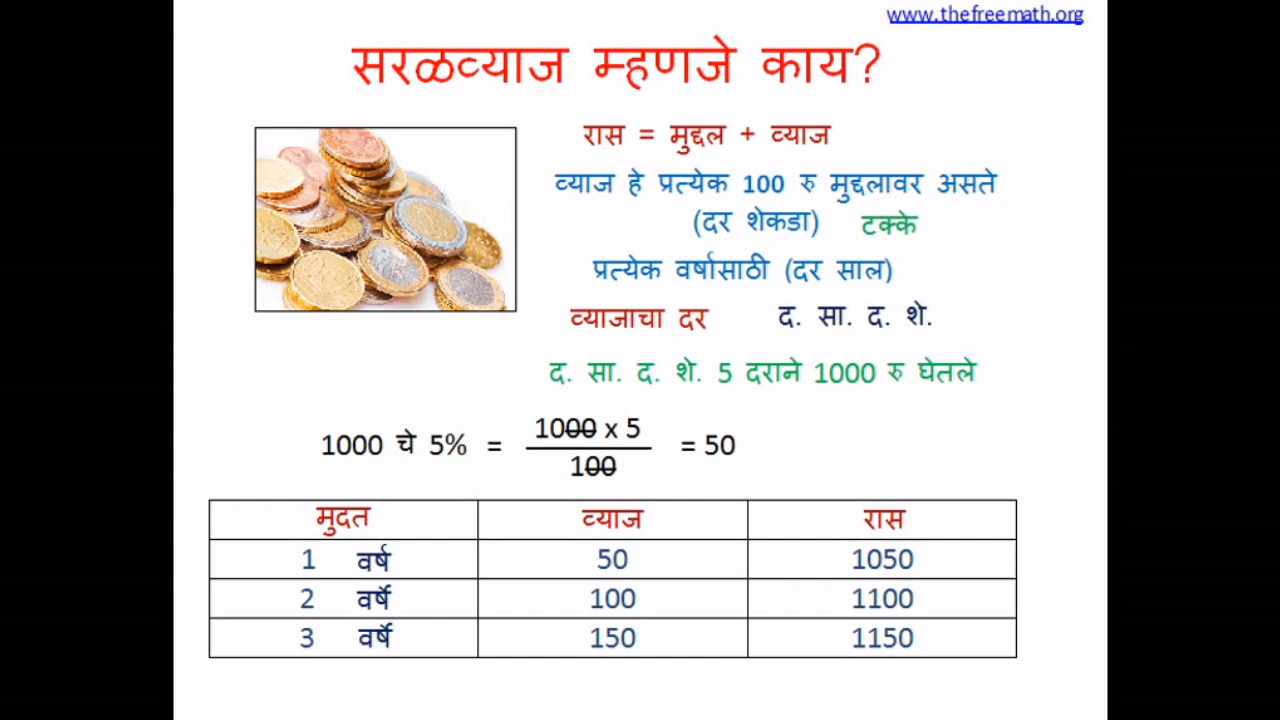 www.thefreemath.org
सरळव्याज म्हणजे काय?
रास = मुद्दल + व्याज
व्याज हे प्रत्येक 100 रु मुद्दलावर असते
(दर शेकडा) टक्के
प्रत्येक वर्षासाठी (दर साल)
व्याजाचा दर द. सा. द. शे.
द. सा. द. शे. 5 दराने 1000 रु घेतले
1000 x 5
1000 चे 5% = = 50
100
मुदत व्याज रास
1 वर्ष 50 1050
2 वर्षे 100 1100
3 वर्षे 150 1150